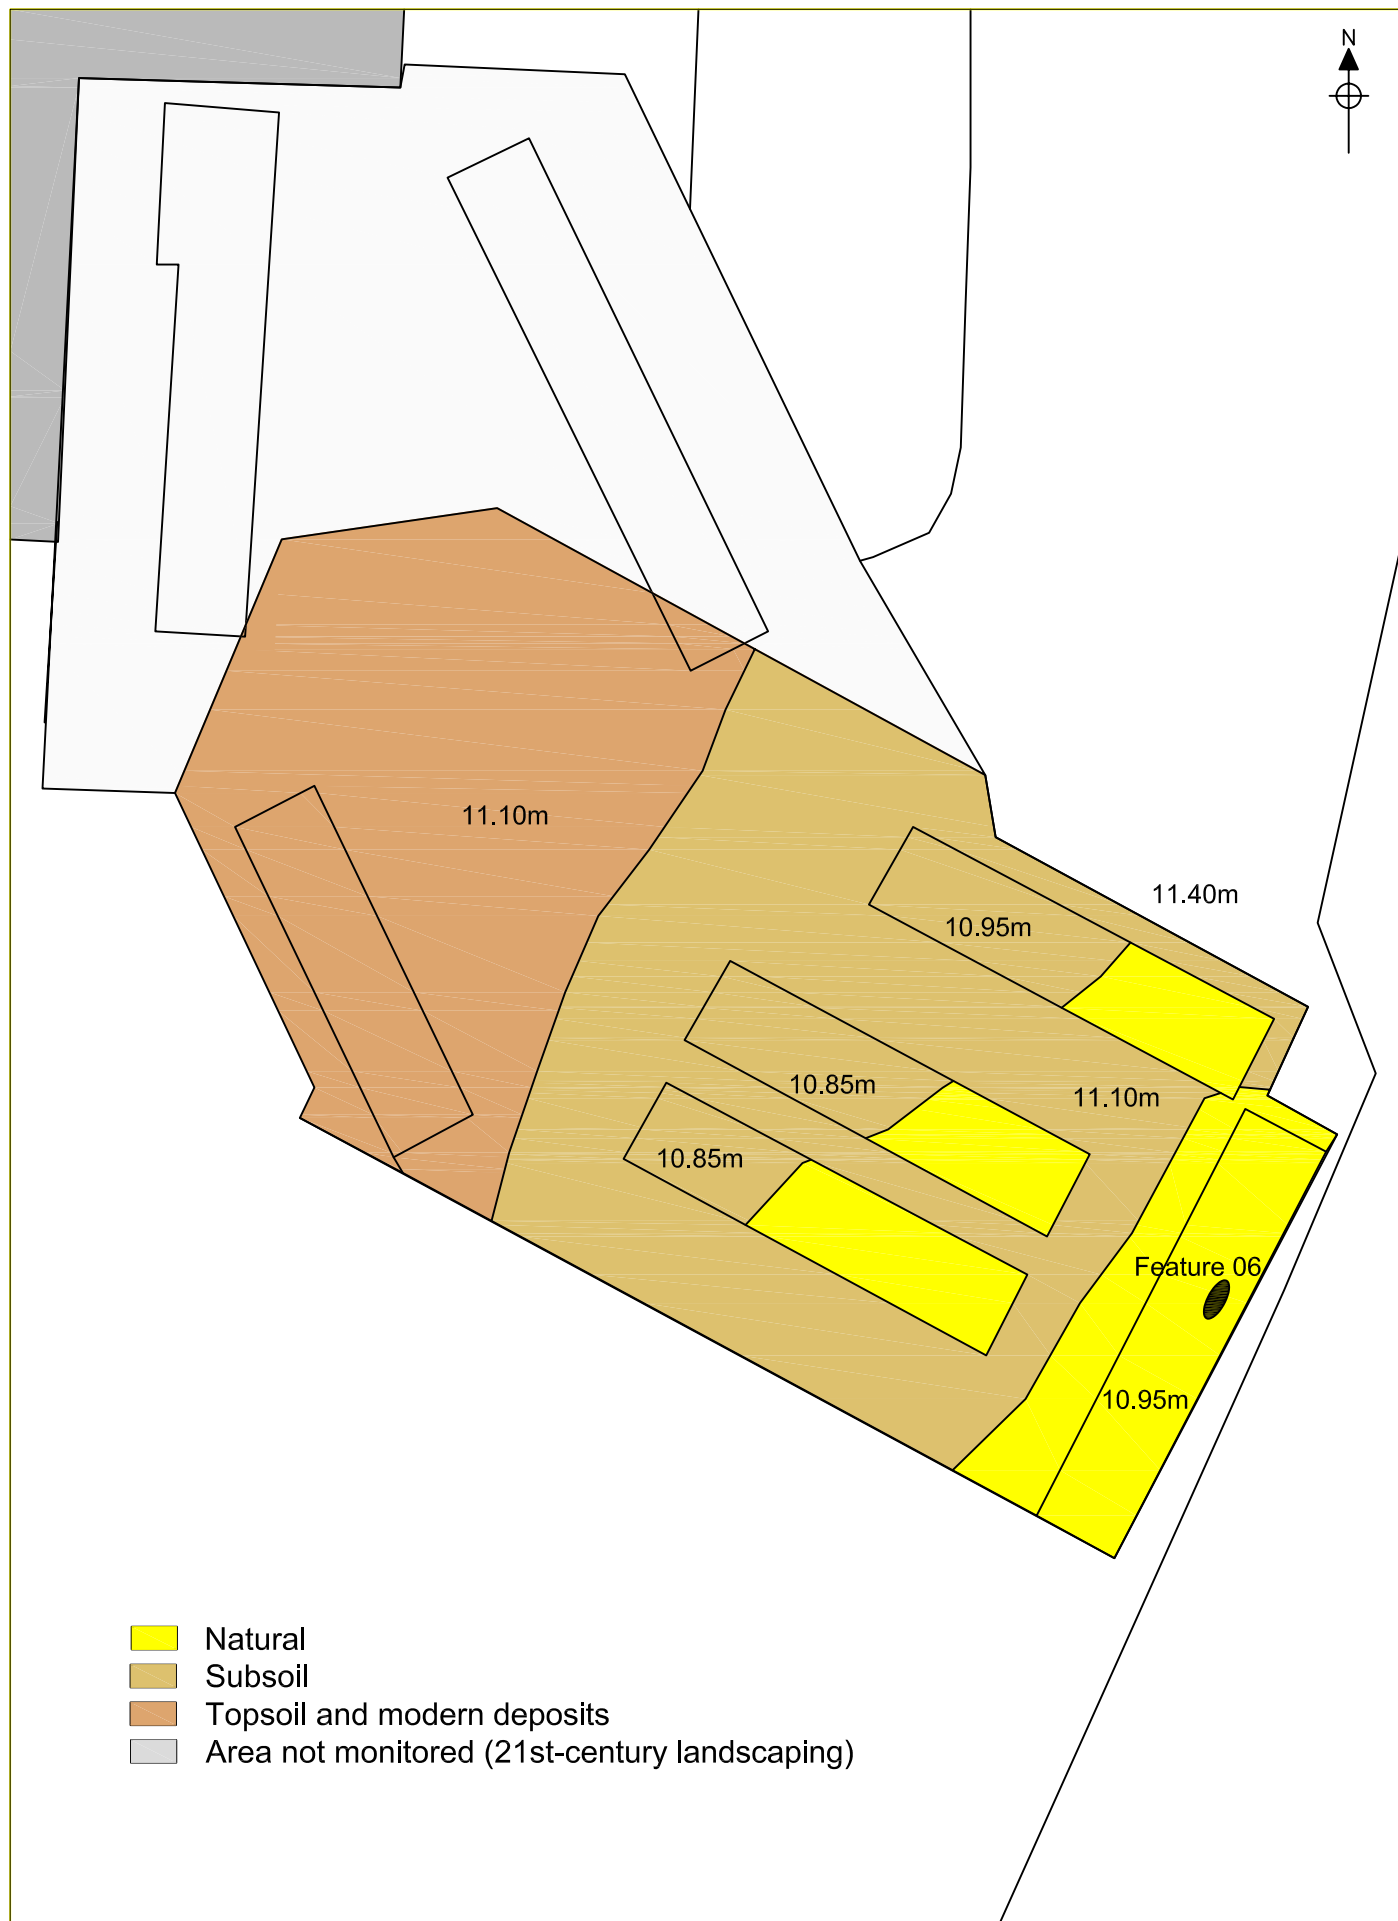 N
11.10m
11.40m
10.95m
10.85m
11.10m
10.85m
Feature 06
10.95m
Natural
Subsoil
Topsoil and modern deposits
Area not monitored (21st-century landscaping)